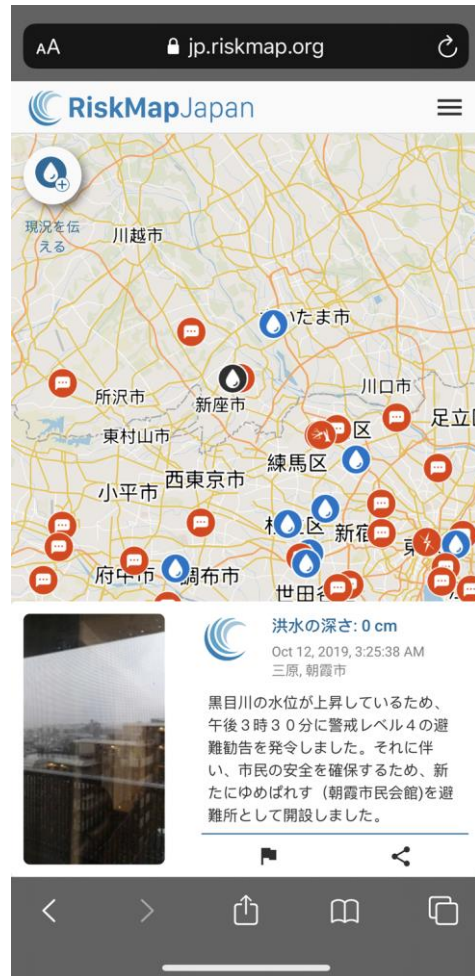 AA
jp.riskmap.org
RiskMapJapan
現況を伝
える
川越市
たま市
所沢市
新座市
川口市
東村山市
区
足立
練馬区
西東京市
小平市
区
新宿
府中市
調布市
世田
洪水の深さ: 0 cm
Oct 12, 2019, 3:25:38 AM
三原, 朝霞市
黒目川の水位が上昇しているため、
午後3時30分に警戒レベル4の避
難勧告を発令しました。それに伴
い、市民の安全を確保するため、新
たにゆめぱれす（朝霞市民会館)を避
難所として開設しました。